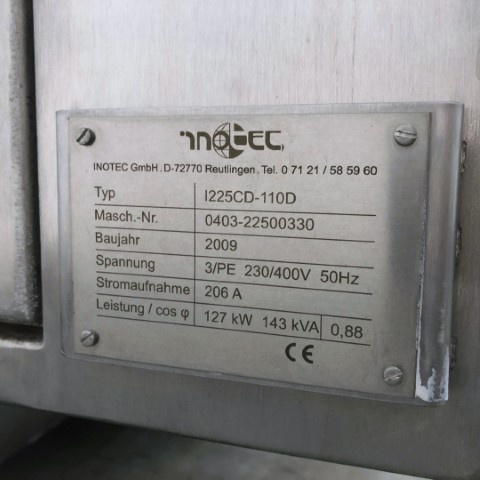 INOTEC
INOTEC GmbH . D-72770 Reutlingen . Tel. 0 71 21 / 58 59 60
Typ I225CD-110D
Masch.-Nr. 0403-22500330
Baujahr 2009
Spannung 3/PE 230/400V 50Hz
Stromaufnahme 206 A
Leistung / cos φ 127 kW 143 kVA 0,88
CE